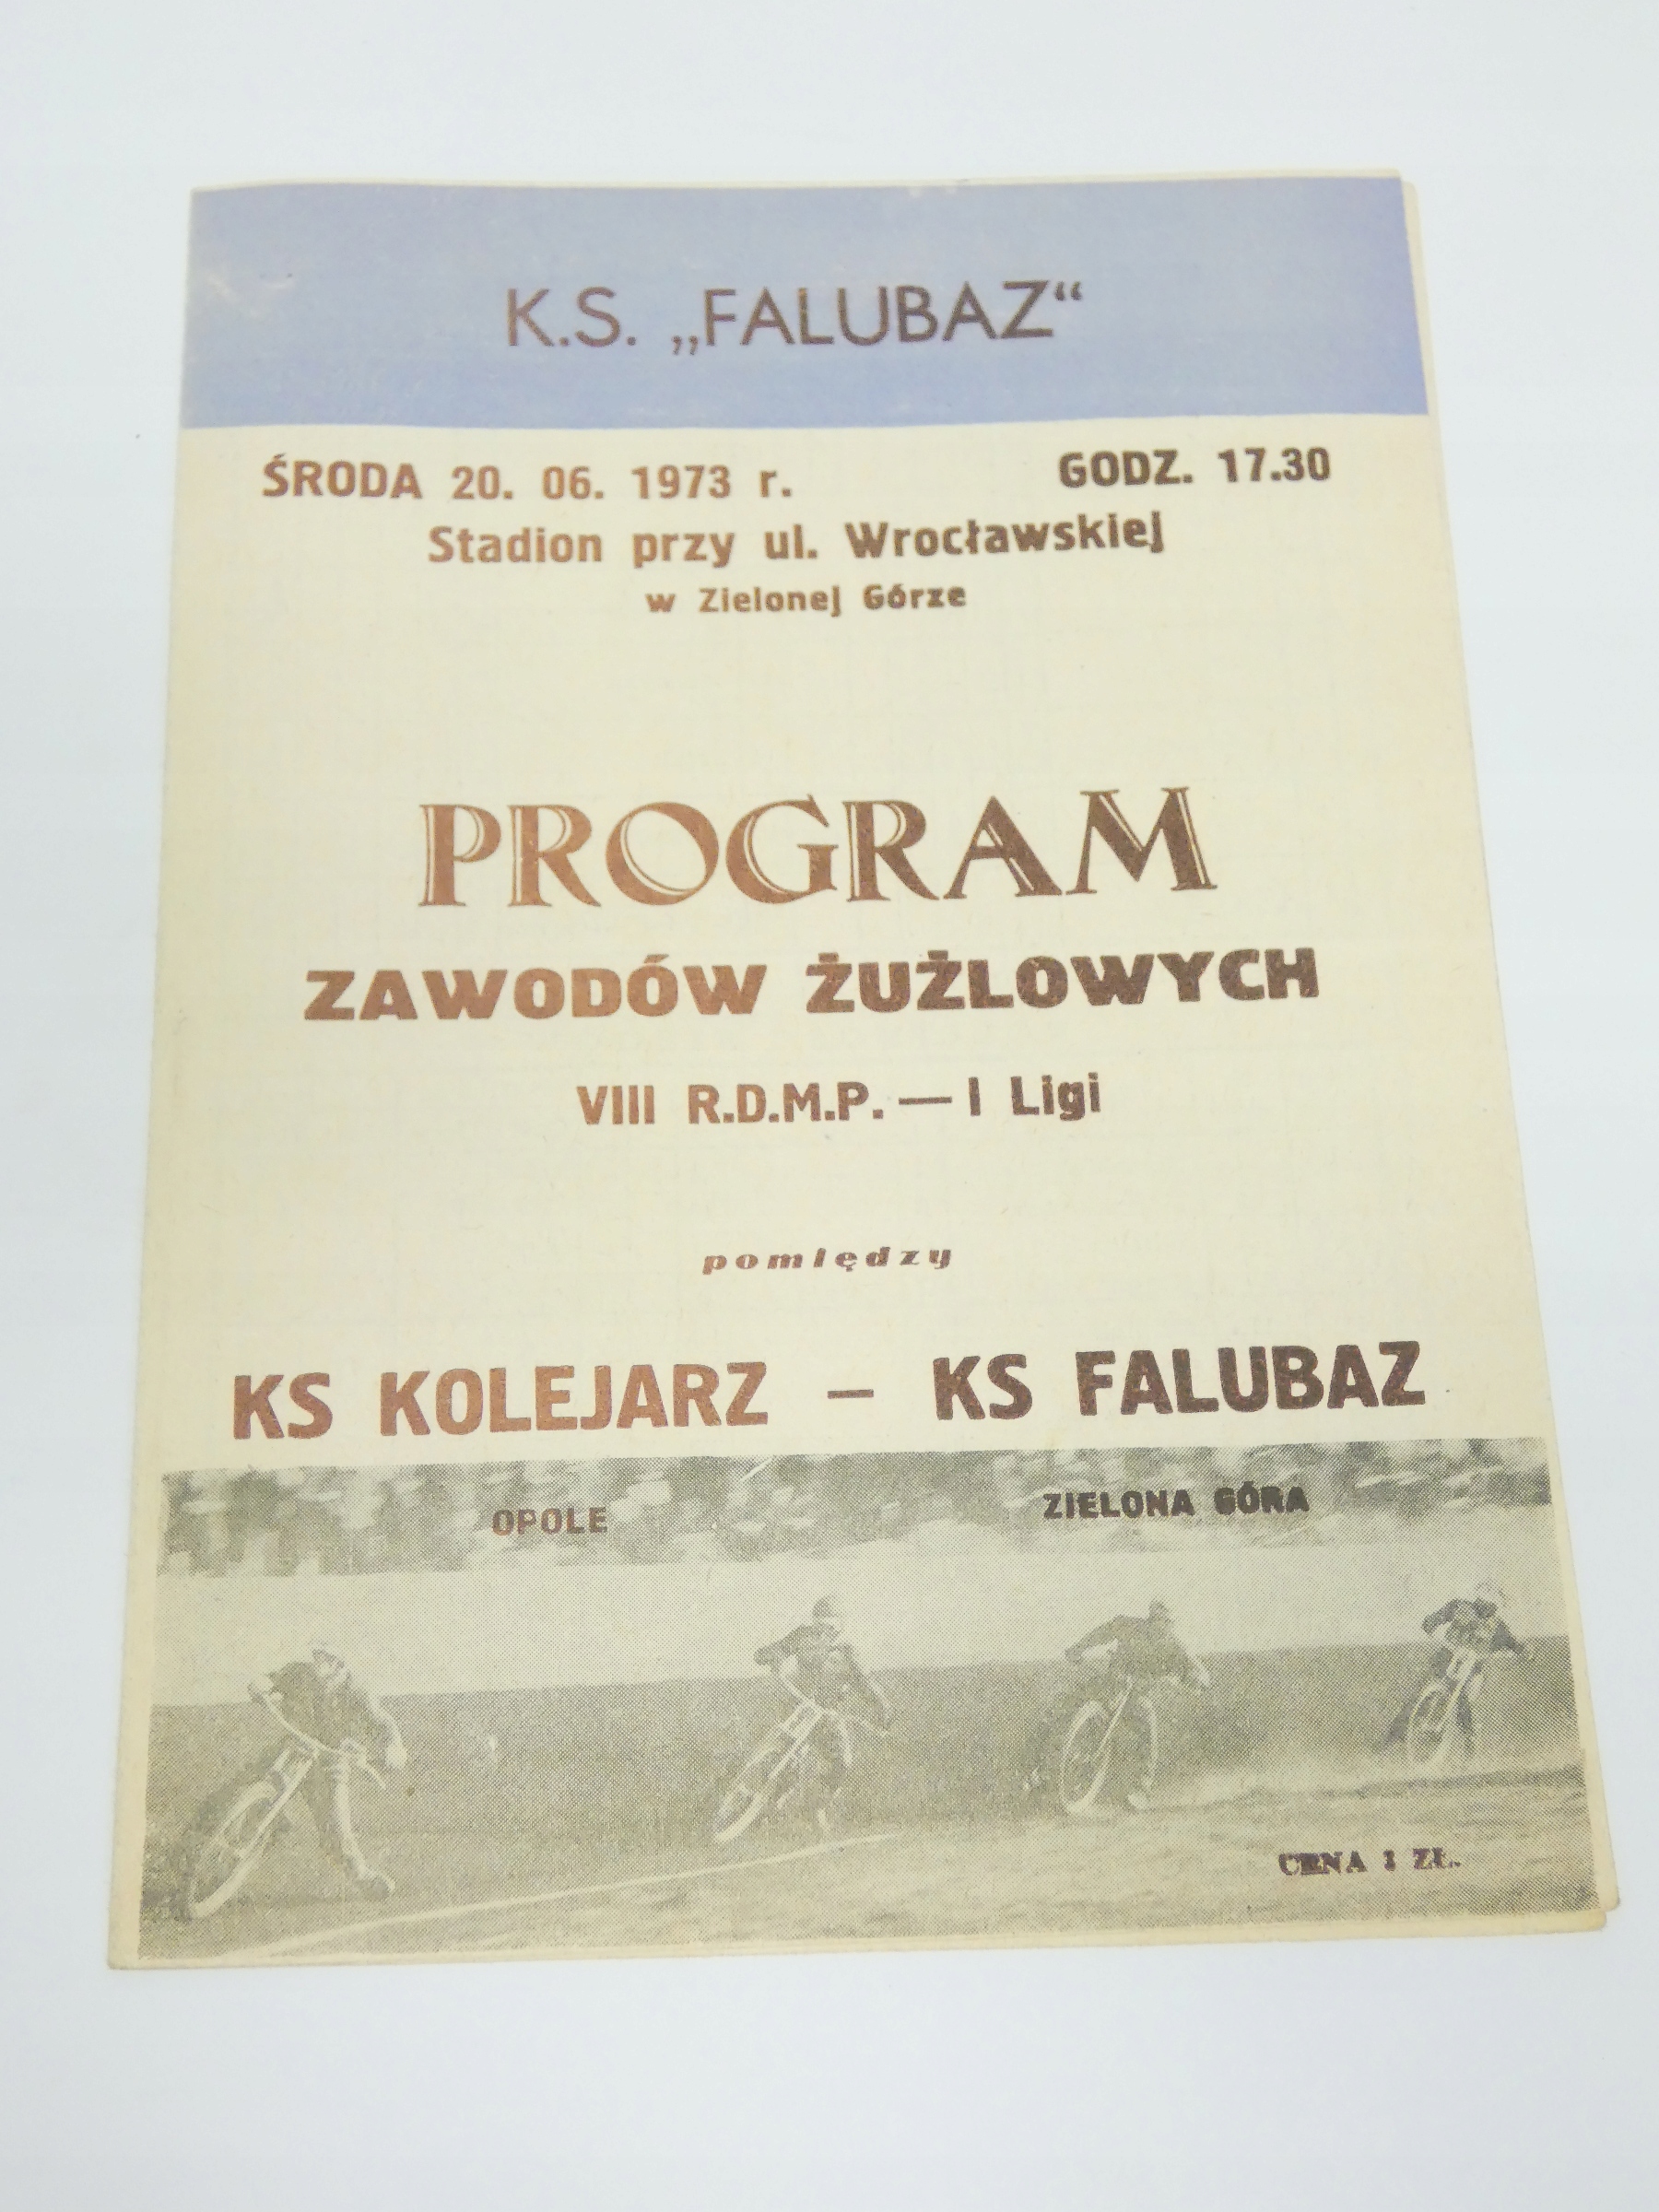 K.S. „FALUBAZ“
ŚRODA 20. 06. 1973 r. GODZ. 17.30
Stadion przy ul. Wrocławskiej
w Zielonej Górze
PROGRAM
ZAWODÓW ŻUŻLOWYCH
VIII R.D.M.P. — I Ligi
pomiędzy
KS KOLEJARZ – KS FALUBAZ
OPOLE ZIELONA GÓRA
CENA 1 ZŁ.